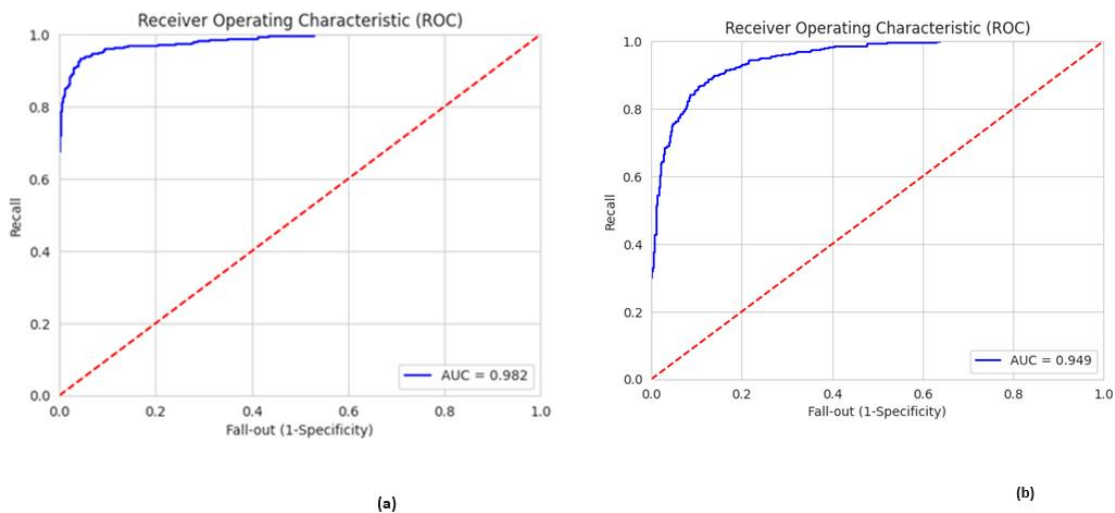 Receiver Operating Characteristic (ROC)
1.0
0.8
0.6
0.4
0.2
0.0
Recall
AUC = 0.982
0.0 0.2 0.4 0.6 0.8 1.0
Fall-out (1-Specificity)
(a)
Receiver Operating Characteristic (ROC)
1.0
0.8
0.6
0.4
0.2
0.0
Recall
AUC = 0.949
0.0 0.2 0.4 0.6 0.8 1.0
Fall-out (1-Specificity)
(b)